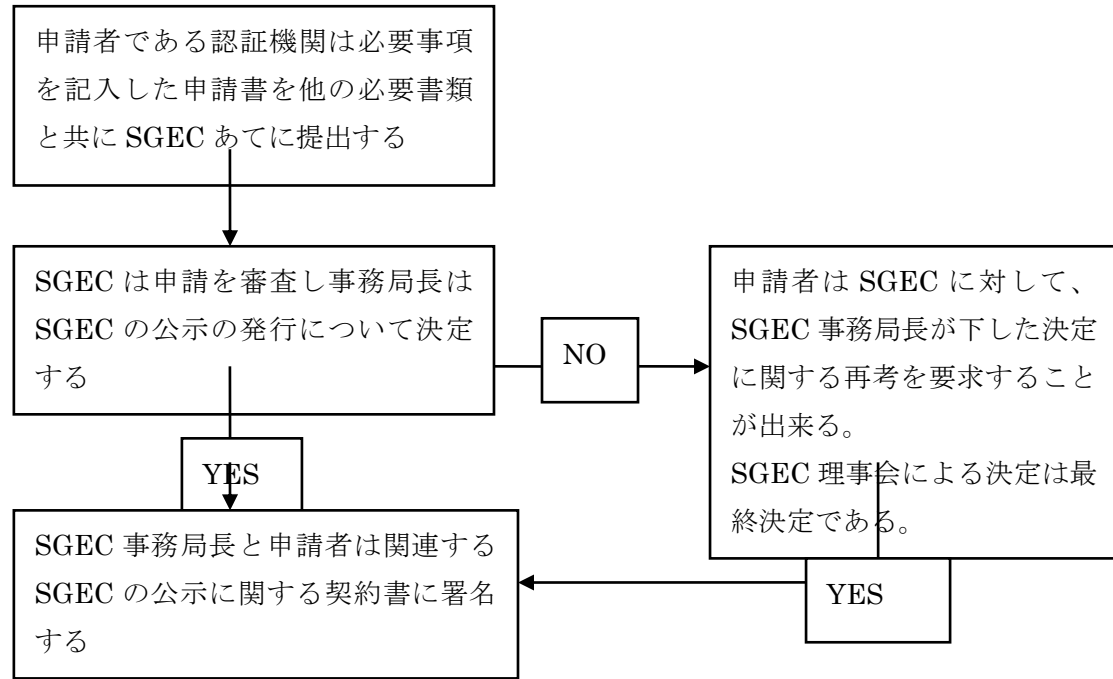 申請者である認証機関は必要事項
を記入した申請書を他の必要書類
と共に SGEC あてに提出する
SGEC は申請を審査し事務局長は
SGEC の公示の発行について決定
する
NO
申請者は SGEC に対して、
SGEC 事務局長が下した決定
に関する再考を要求すること
が出来る。
SGEC 理事会による決定は最
終決定である。
YES
SGEC 事務局長と申請者は関連する
SGEC の公示に関する契約書に署名
する
YES